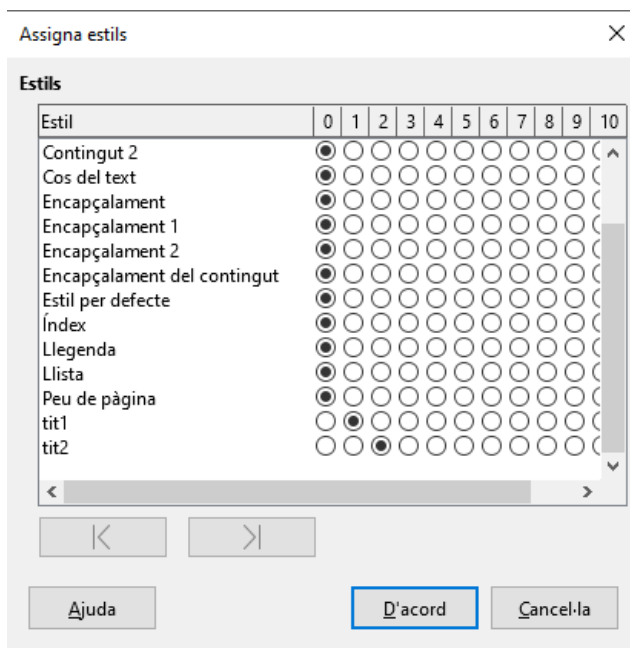 Assigna estils
Estils
Estil 0 1 2 3 4 5 6 7 8 9 10
Contingut 2
Cos del text
Encapçalament
Encapçalament 1
Encapçalament 2
Encapçalament del contingut
Estil per defecte
Índex
Llegenda
Llista
Peu de pàgina
tit1
tit2
Ajuda D'acord Cancel·la